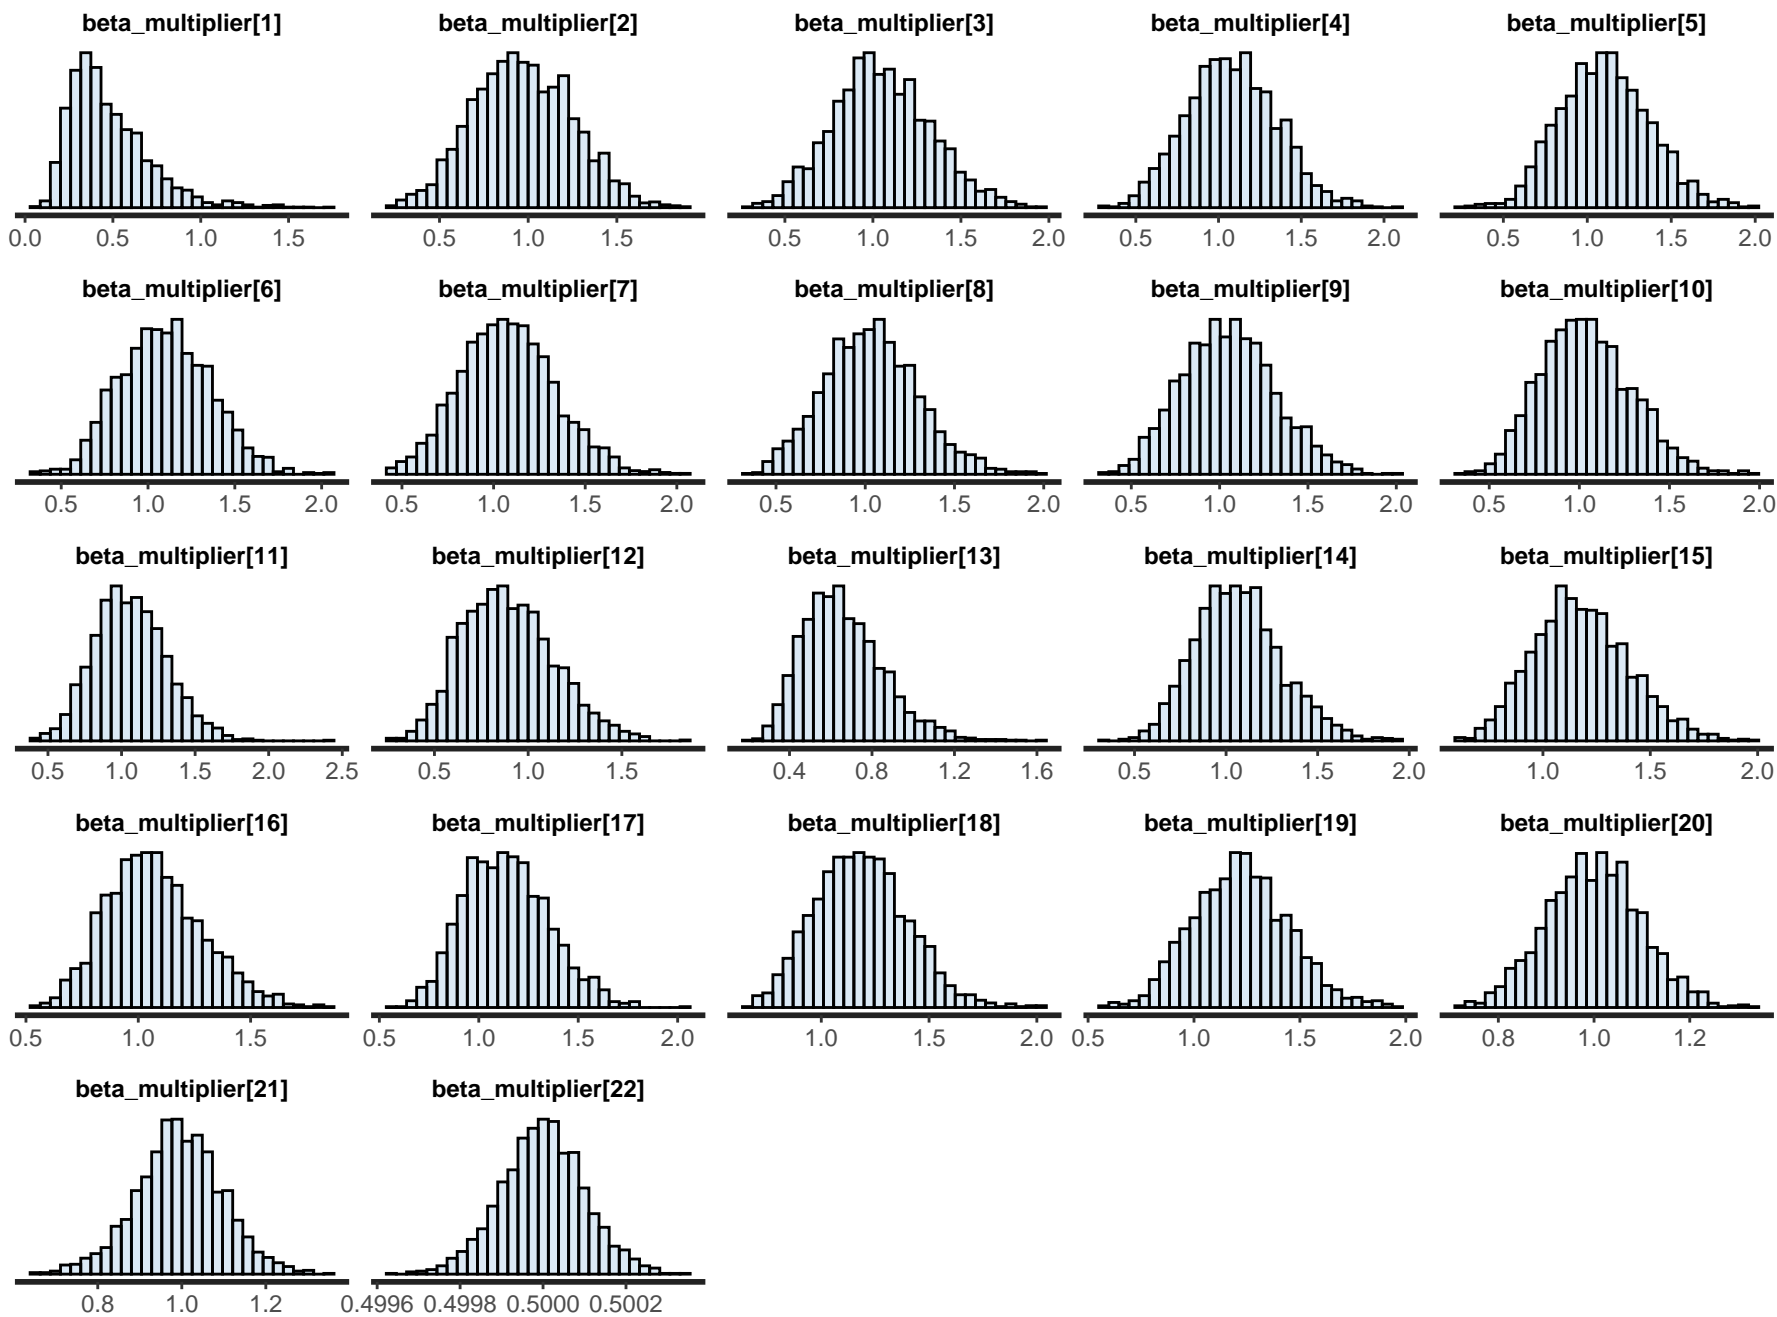 beta_multiplier[1] beta_multiplier[2] beta_multiplier[3] beta_multiplier[4] beta_multiplier[5]
0.0 0.5 1.0 1.5 0.5 1.0 1.5 0.5 1.0 1.5 2.0 0.5 1.0 1.5 2.0 0.5 1.0 1.5 2.0
beta_multiplier[6] beta_multiplier[7] beta_multiplier[8] beta_multiplier[9] beta_multiplier[10]
0.5 1.0 1.5 2.0 0.5 1.0 1.5 2.0 0.5 1.0 1.5 2.0 0.5 1.0 1.5 2.0 0.5 1.0 1.5 2.0
beta_multiplier[11] beta_multiplier[12] beta_multiplier[13] beta_multiplier[14] beta_multiplier[15]
0.5 1.0 1.5 2.0 2.5 0.5 1.0 1.5 0.4 0.8 1.2 1.6 0.5 1.0 1.5 2.0 1.0 1.5 2.0
beta_multiplier[16] beta_multiplier[17] beta_multiplier[18] beta_multiplier[19] beta_multiplier[20]
0.5 1.0 1.5 0.5 1.0 1.5 2.0 1.0 1.5 2.0 0.5 1.0 1.5 2.0 0.8 1.0 1.2
beta_multiplier[21] beta_multiplier[22]
0.8 1.0 1.2 0.4996 0.4998 0.5000 0.5002